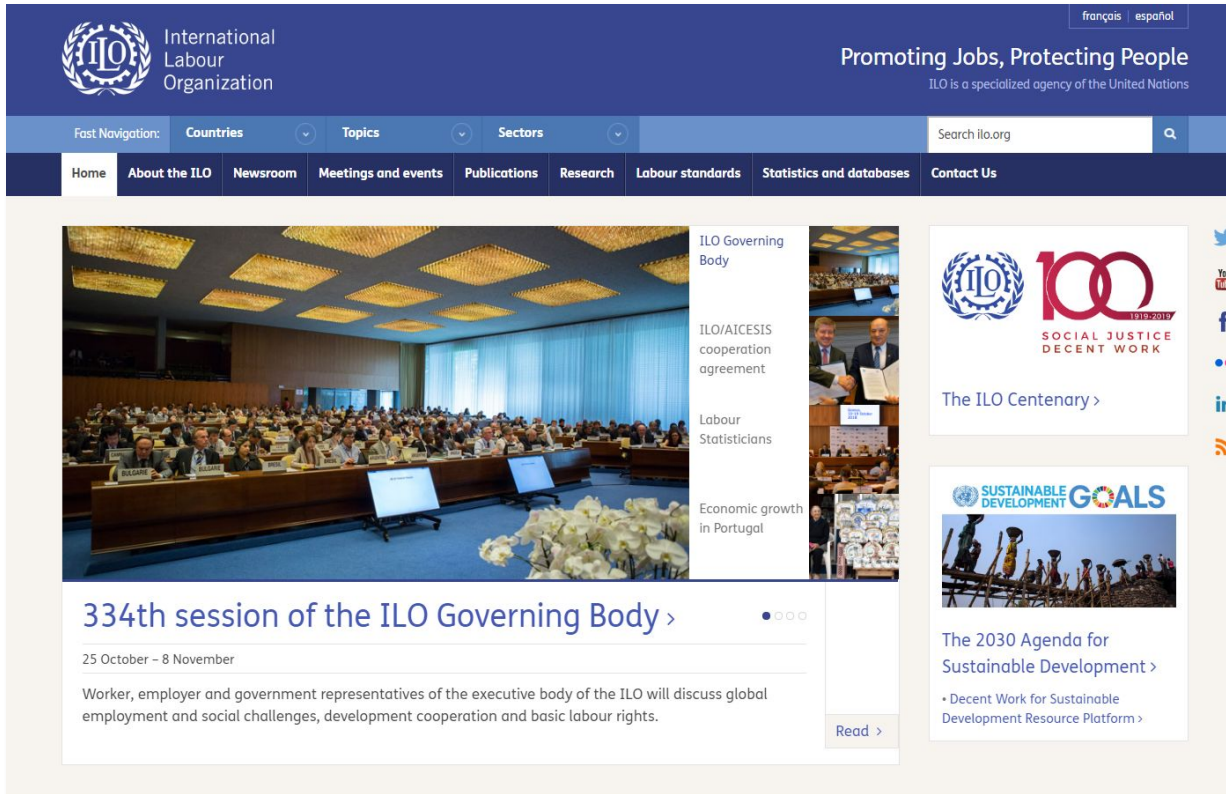 français | español
International
Labour
Organization
Promoting Jobs, Protecting People
ILO is a specialized agency of the United Nations
Fast Navigation: Countries Topics Sectors Search ilo.org
Home About the ILO Newsroom Meetings and events Publications Research Labour standards Statistics and databases Contact Us
ILO Governing
Body
ILO/AICESIS
cooperation
agreement
Labour
Statisticians
Economic growth
in Portugal
BULGARIE
BULGARIE
BRESIL
334th session of the ILO Governing Body >
25 October – 8 November
Worker, employer and government representatives of the executive body of the ILO will discuss global
employment and social challenges, development cooperation and basic labour rights.
Read >
ILO
100
1919-2019
SOCIAL JUSTICE
DECENT WORK
The ILO Centenary >
SUSTAINABLE
DEVELOPMENT GOALS
The 2030 Agenda for
Sustainable Development >
• Decent Work for Sustainable
Development Resource Platform >